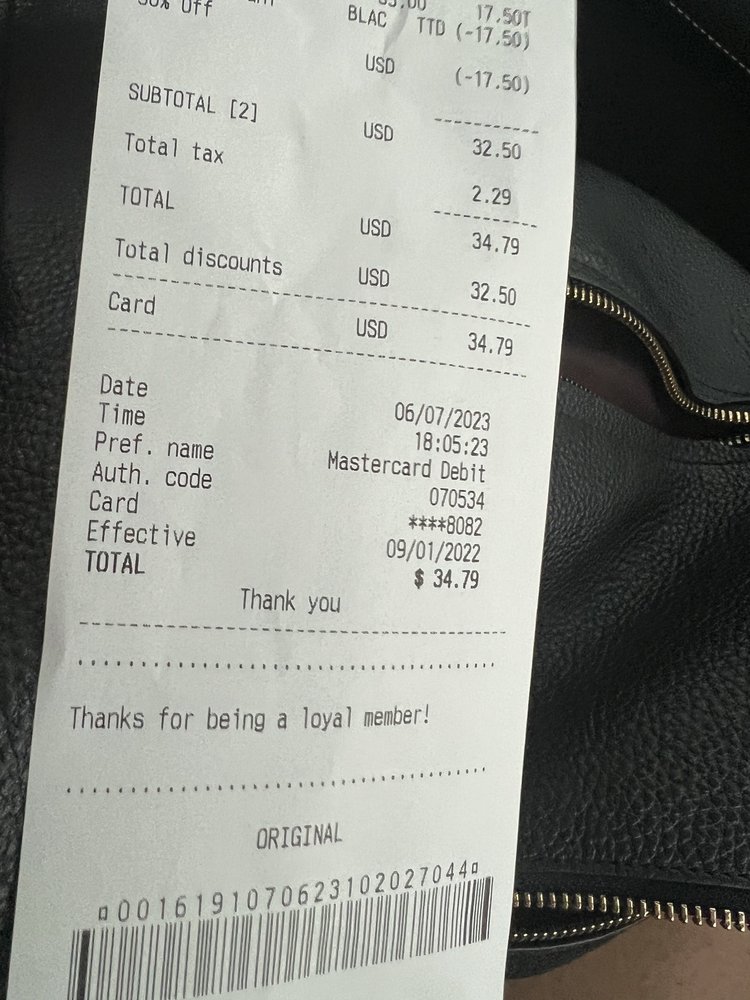 Off 17.50T
BLAC TTD (-17.50)
USD (-17.50)
SUBTOTAL [2] USD 32.50
Total tax 2.29
TOTAL USD 34.79
Total discounts USD 32.50
Card USD 34.79
Date 06/07/2023
Time 18:05:23
Pref. name Mastercard Debit
Auth. code 070534
Card ****8082
Effective 09/01/2022
TOTAL $ 34.79
Thank you
Thanks for being a loyal member!
ORIGINAL
0016191070623102027044